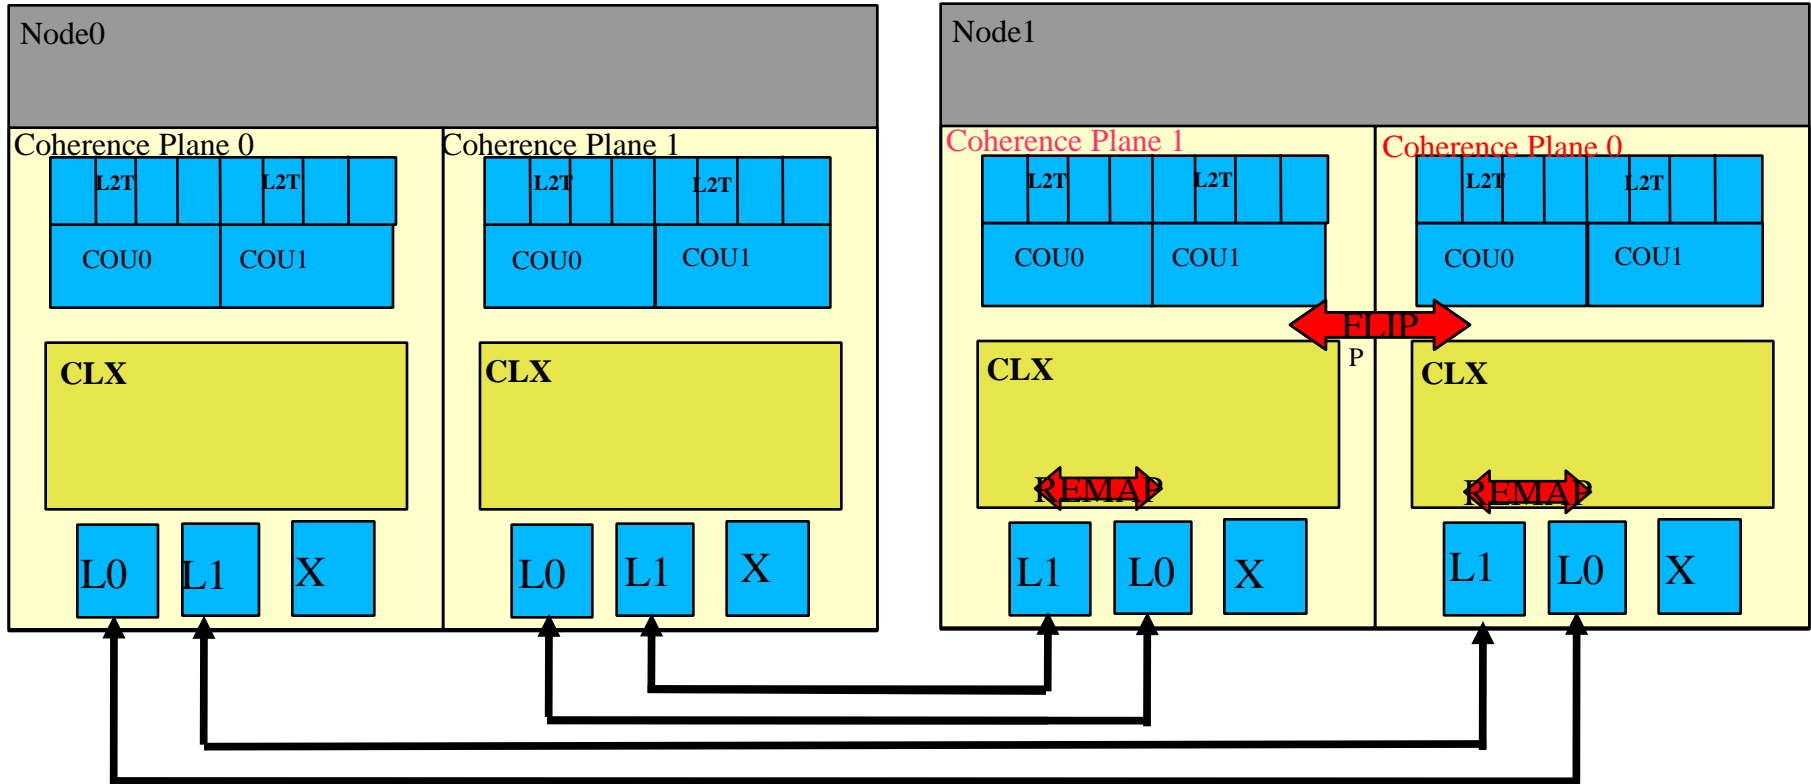 Node0
Coherence Plane 0
Coherence Plane 1
L2T
L2T
L2T
L2T
COU0
COU1
COU0
COU1
CLX
CLX
L0
L1
X
L0
L1
X
Node1
Coherence Plane 1
Coherence Plane 0
L2T
L2T
L2T
L2T
COU0
COU1
COU0
COU1
FLIP
P
CLX
CLX
REMAP
REMAP
L1
L0
X
L1
L0
X